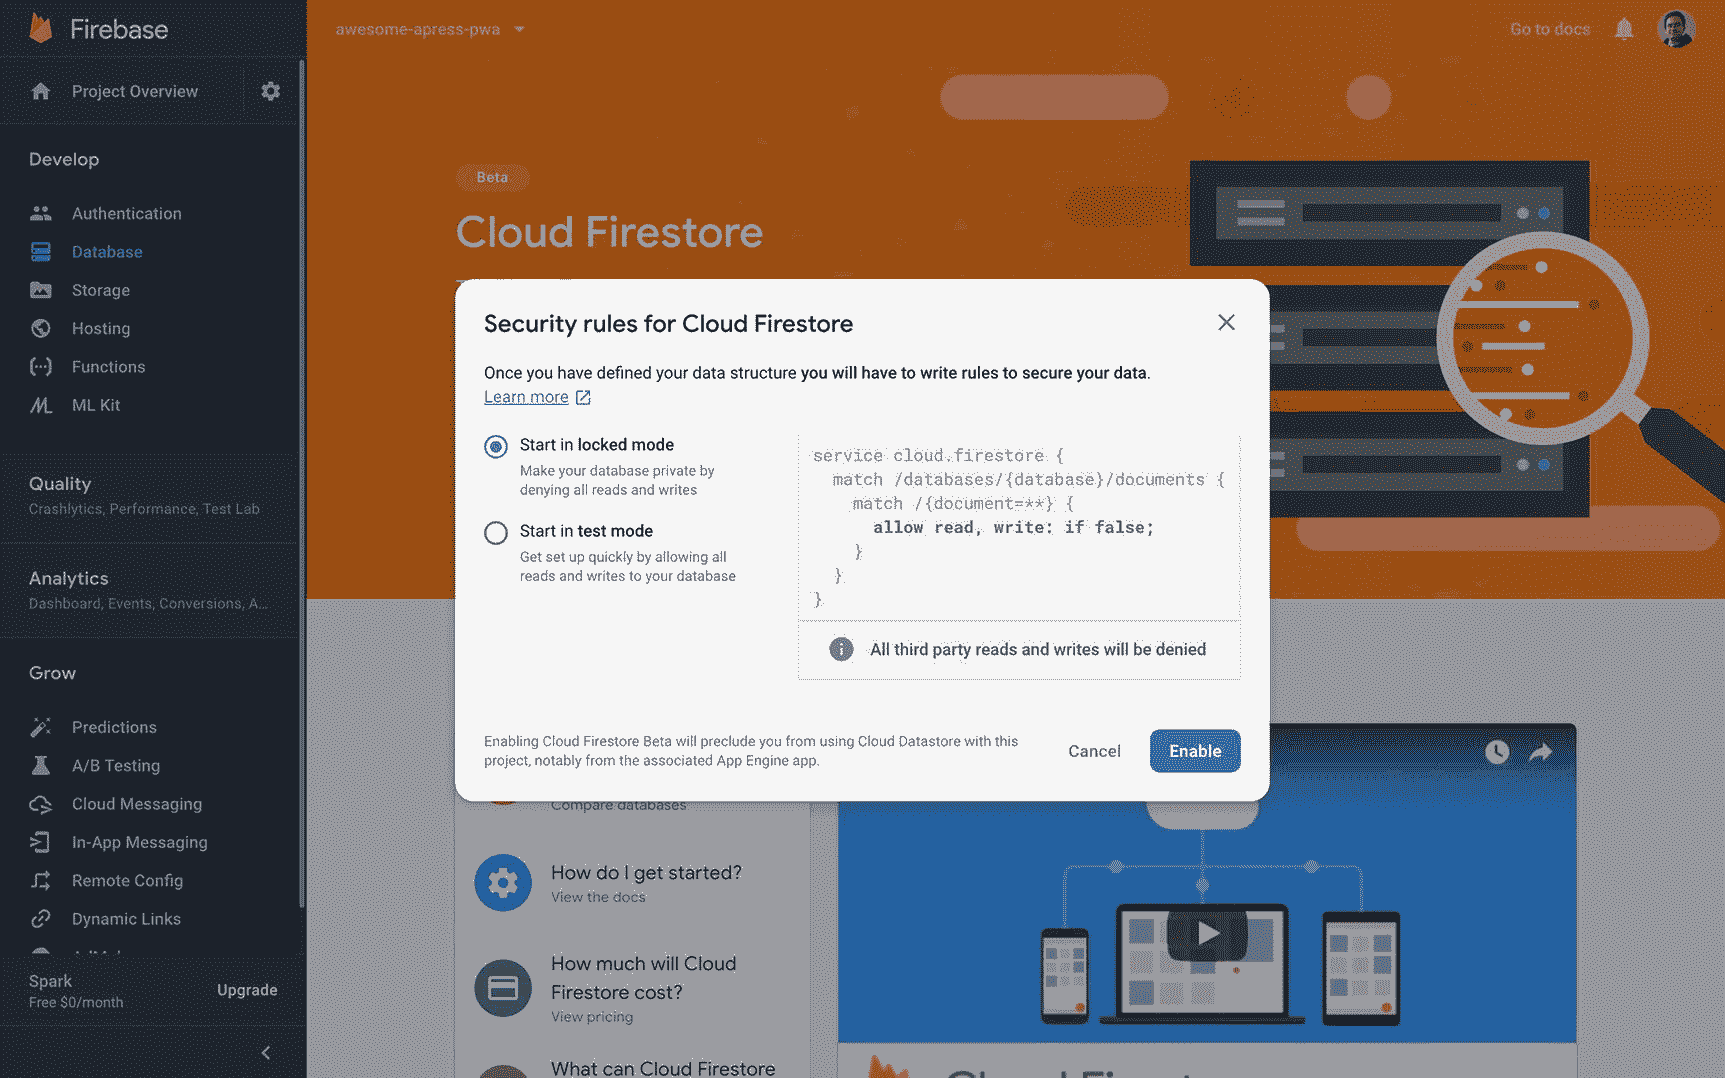 Firebase
Project Overview
Develop
Authentication
Database
Storage
Hosting
Functions
ML Kit
Quality
Crashlytics, Performance, Test Lab
Analytics
Dashboard, Events, Conversions, A...
Grow
Predictions
A/B Testing
Cloud Messaging
In-App Messaging
Remote Config
Dynamic Links
Spark
Free $0/month
Upgrade
awesome-apress-pwa
Go to docs
Beta
Cloud Firestore
Security rules for Cloud Firestore
Once you have defined your data structure you will have to write rules to secure your data.
Learn more
Start in locked mode
Make your database private by
denying all reads and writes
Start in test mode
Get set up quickly by allowing all
reads and writes to your database
service cloud.firestore {
match /databases/{database}/documents {
match /{document=**} {
allow read, write: if false;
}
}
}
All third party reads and writes will be denied
Enabling Cloud Firestore Beta will preclude you from using Cloud Datastore with this
project, notably from the associated App Engine app.
Cancel
Enable
Compare databases
How do I get started?
View the docs
How much will Cloud
Firestore cost?
View pricing
What can Cloud Firestore